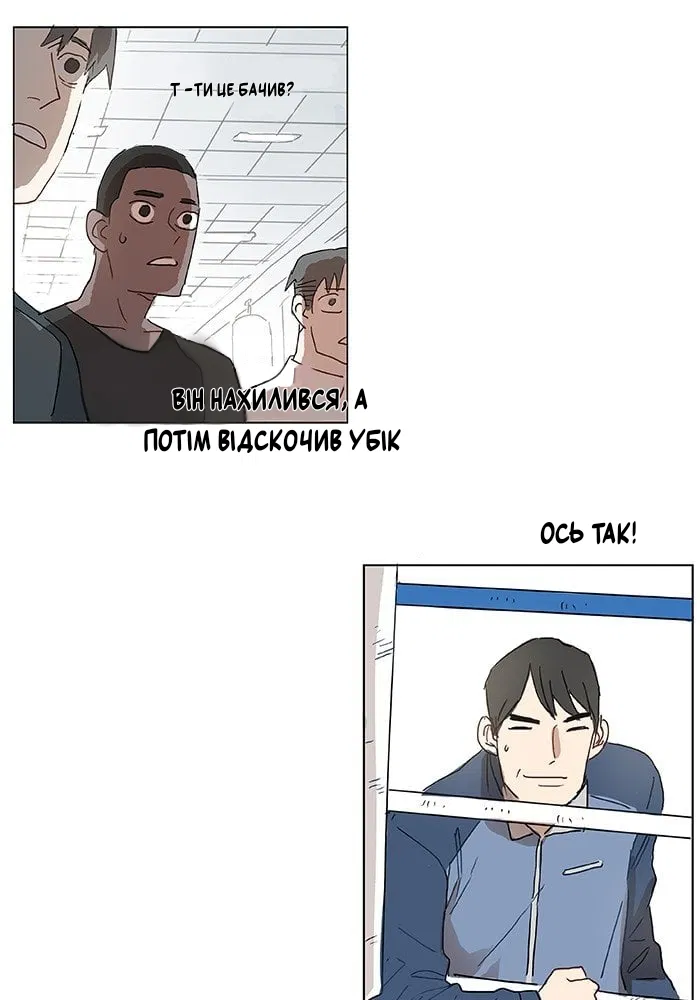 Т -ТИ ЦЕ БАЧИВ?
ВІН НАХИЛИВСЯ, А
ПОТІМ ВІДСКОЧИВ УБІК
ОСЬ ТАК!